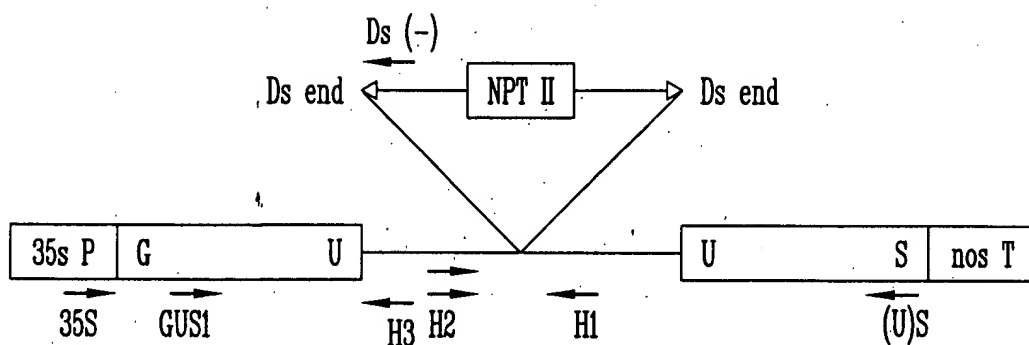 Ds (-)
Ds end NPT II Ds end
35s P G U U S nos T
35S GUS1 H3 H2 H1 (U)S